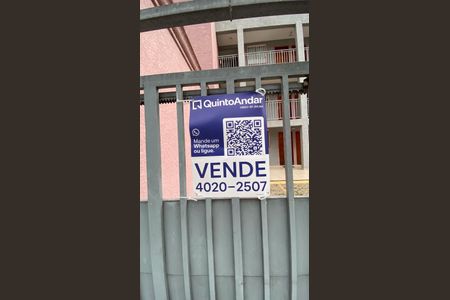 QuintoAndar
Mande um
Whatsapp
ou ligue.
VENDE
4020-2507